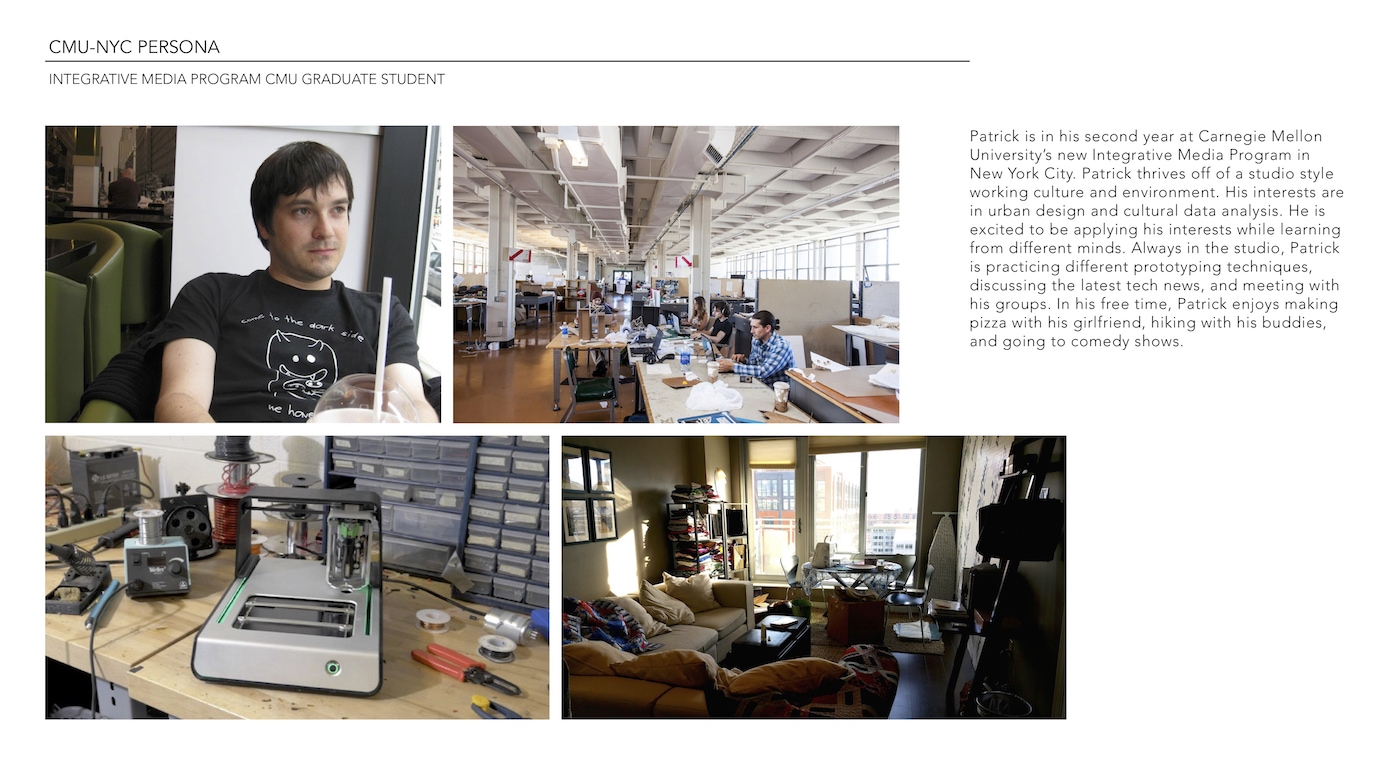 CMU-NYC PERSONA
INTEGRATIVE MEDIA PROGRAM CMU GRADUATE STUDENT
Patrick is in his second year at Carnegie Mellon
University's new Integrative Media Program in
New York City. Patrick thrives off of a studio style
working culture and environment. His interests are
in urban design and cultural data analysis. He is
excited to be applying his interests while learning
from different minds. Always in the studio, Patrick
is practicing different prototyping techniques,
discussing the latest tech news, and meeting with
his groups. In his free time, Patrick enjoys making
pizza with his girlfriend, hiking with his buddies,
and going to comedy shows.
come to the dark side
we have